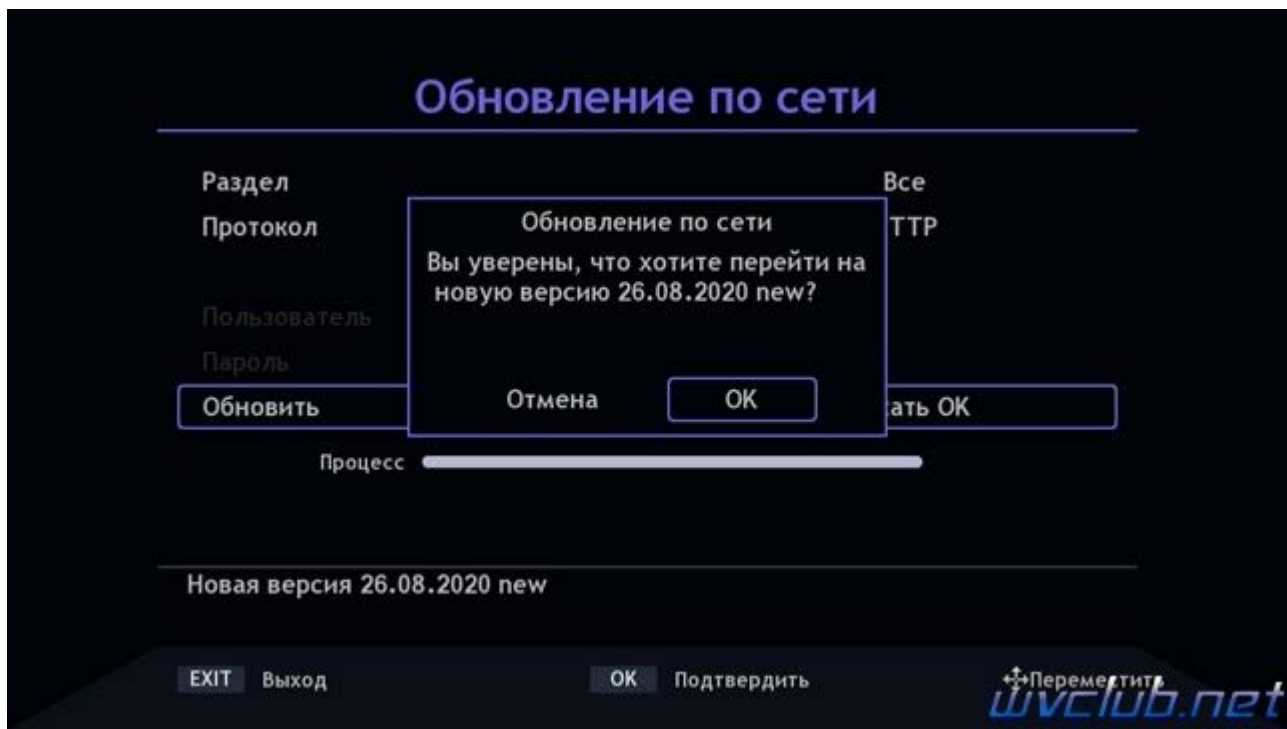 Обновление по сети
Раздел Все
Протокол TTP
Обновление по сети
Вы уверены, что хотите перейти на
новую версию 26.08.2020 new?
Пользователь
Пароль
Отмена OK
Обновить ать OK
Процесс
Новая версия 26.08.2020 new
EXIT Выход OK Подтвердить Переместить
wvclub.net